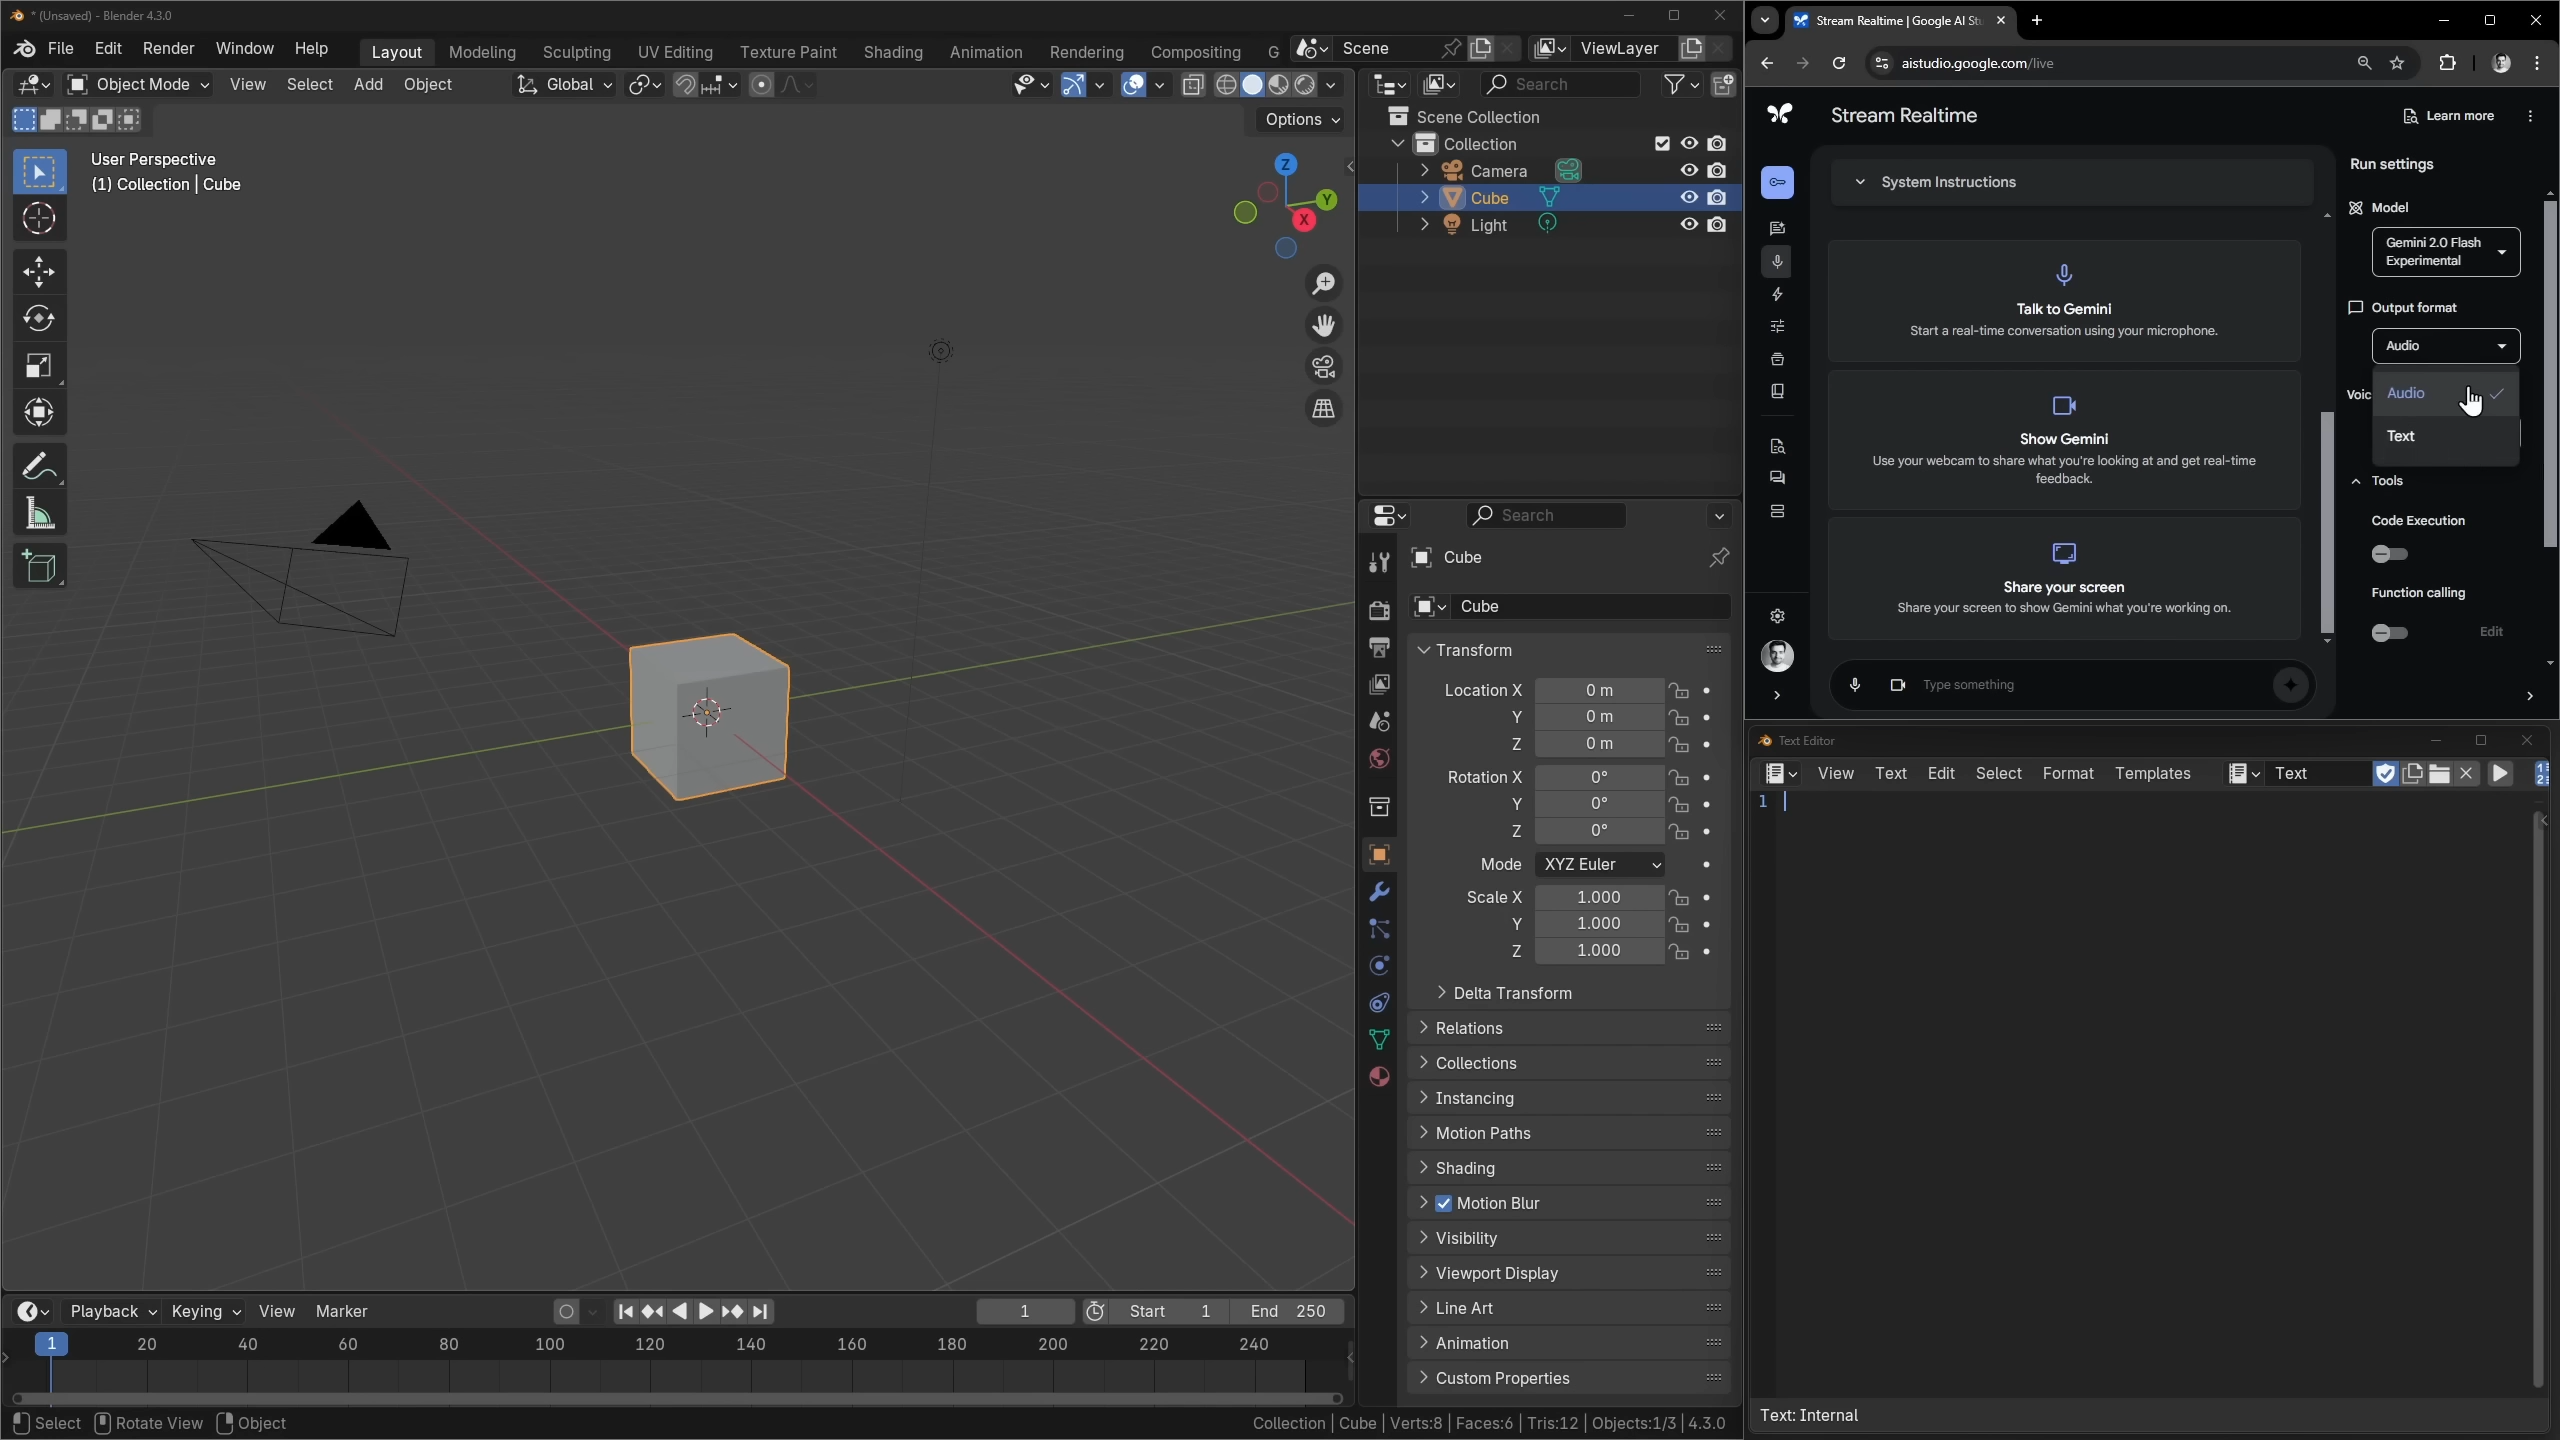 * (Unsaved) - Blender 4.3.0
File Edit Render Window Help
Layout Modeling Sculpting UV Editing Texture Paint Shading Animation Rendering Compositing G
Scene ViewLayer
Object Mode View Select Add Object Global
Options
User Perspective
(1) Collection | Cube
Z
Y
X
Search
Scene Collection
Collection
Camera
Cube
Light
Search
Cube
Cube
Transform
Location X 0 m
Y 0 m
Z 0 m
Rotation X 0°
Y 0°
Z 0°
Mode XYZ Euler
Scale X 1.000
Y 1.000
Z 1.000
Delta Transform
Relations
Collections
Instancing
Motion Paths
Shading
Motion Blur
Visibility
Viewport Display
Line Art
Animation
Custom Properties
Playback Keying View Marker
1 Start 1 End 250
1 20 40 60 80 100 120 140 160 180 200 220 240
Select Rotate View Object
Collection | Cube | Verts:8 | Faces:6 | Tris:12 | Objects:1/3 | 4.3.0
Stream Realtime | Google AI Stu
aistudio.google.com/live
Stream Realtime
Learn more
System Instructions
Talk to Gemini
Start a real-time conversation using your microphone.
Show Gemini
Use your webcam to share what you're looking at and get real-time
feedback.
Share your screen
Share your screen to show Gemini what you're working on.
Type something
Run settings
Model
Gemini 2.0 Flash
Experimental
Output format
Audio
Voic
Audio
Text
Tools
Code Execution
Function calling
Edit
Text Editor
View Text Edit Select Format Templates Text
1
Text: Internal